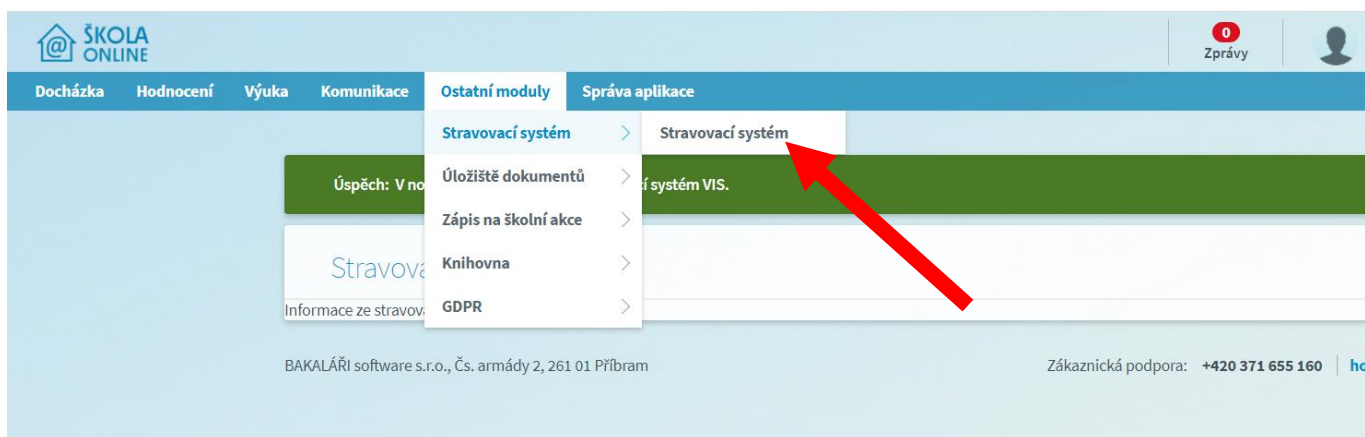 ŠKOLA
ONLINE
0
Zprávy
Docházka Hodnocení Výuka Komunikace Ostatní moduly Správa aplikace
Stravovací systém Stravovací systém
Úspěch: V no Úložiště dokumentů í systém VIS.
Zápis na školní akce
Stravova Knihovna
Informace ze stravov GDPR
BAKALÁŘI software s.r.o., Čs. armády 2, 261 01 Příbram Zákaznická podpora: +420 371 655 160